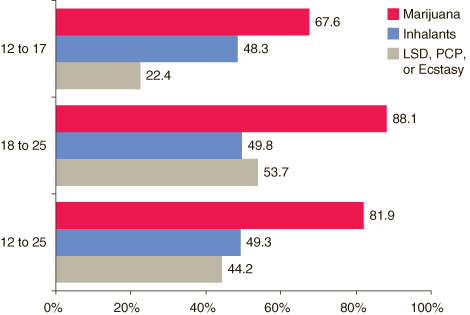 Marijuana
Inhalants
LSD, PCP,
or Ecstasy
12 to 17
67.6
48.3
22.4
18 to 25
88.1
49.8
53.7
12 to 25
81.9
49.3
44.2
0% 20% 40% 60% 80% 100%